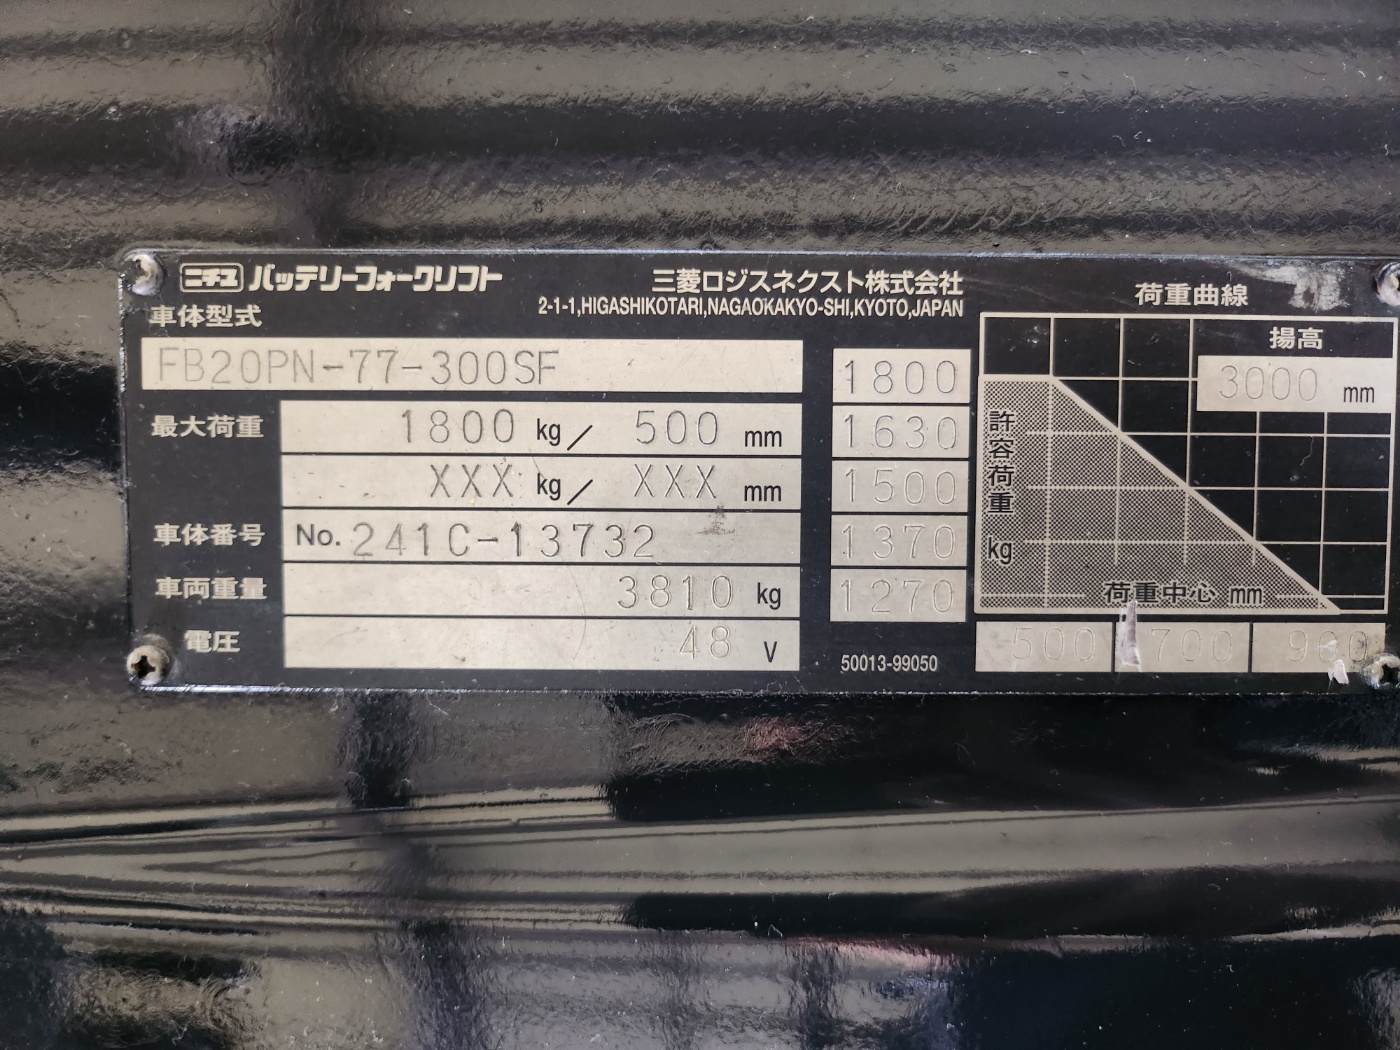 ニチユ バッテリーフォークリフト
三菱ロジスネクスト株式会社
2-1-1,HIGASHIKOTARI,NAGAOKAKYO-SHI,KYOTO,JAPAN
車体型式
FB20PN-77-300SF
最大荷重 1800 kg/ 500 mm
XXX kg/ XXX mm
車体番号 No. 241C-13732
車両重量 3810 kg
電圧 48 V
1800
1630
1500
1370
1270
50013-99050
荷重曲線
揚高
3000 mm
許容荷重 kg
荷重中心 mm
500 700 900